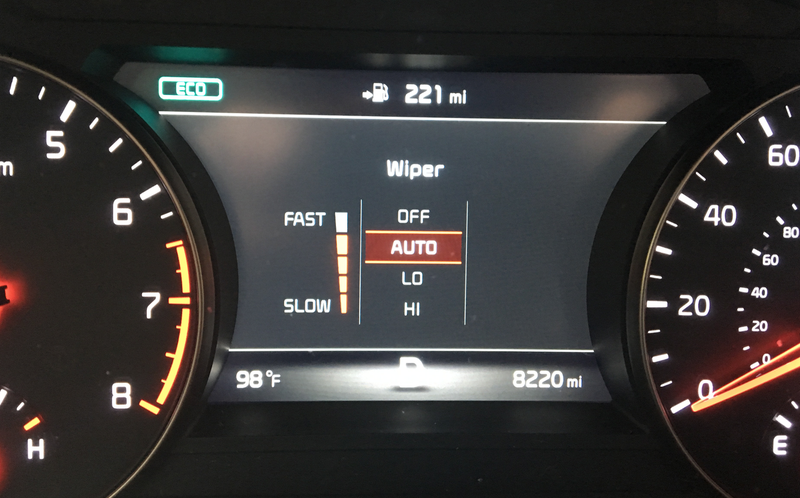 ECO
221 mi
Wiper
FAST
SLOW
OFF
AUTO
LO
HI
98°F
D
8220 mi
m
5
6
7
8
H
60
40
20
0
80
60
40
20
0
E